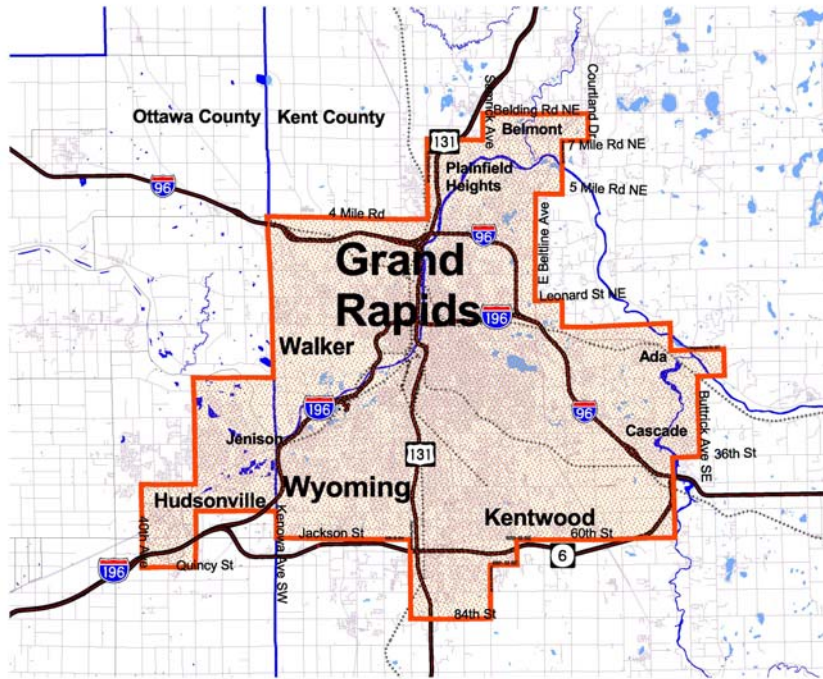 Ottawa County
Kent County
Belding Rd NE
Belmont
Courtland Dr
131
7 Mile Rd NE
Plainfield
Heights
5 Mile Rd NE
96
4 Mile Rd
96
E Beltline Ave
Grand
Rapids
Leonard St NE
196
Walker
Ada
196
96
Buttrick Ave SE
Jenison
131
Cascade
36th St
Hudsonville
Wyoming
Kentwood
40th Ave
Kenowa Ave SW
Jackson St
60th St
196
Quincy St
6
84th St